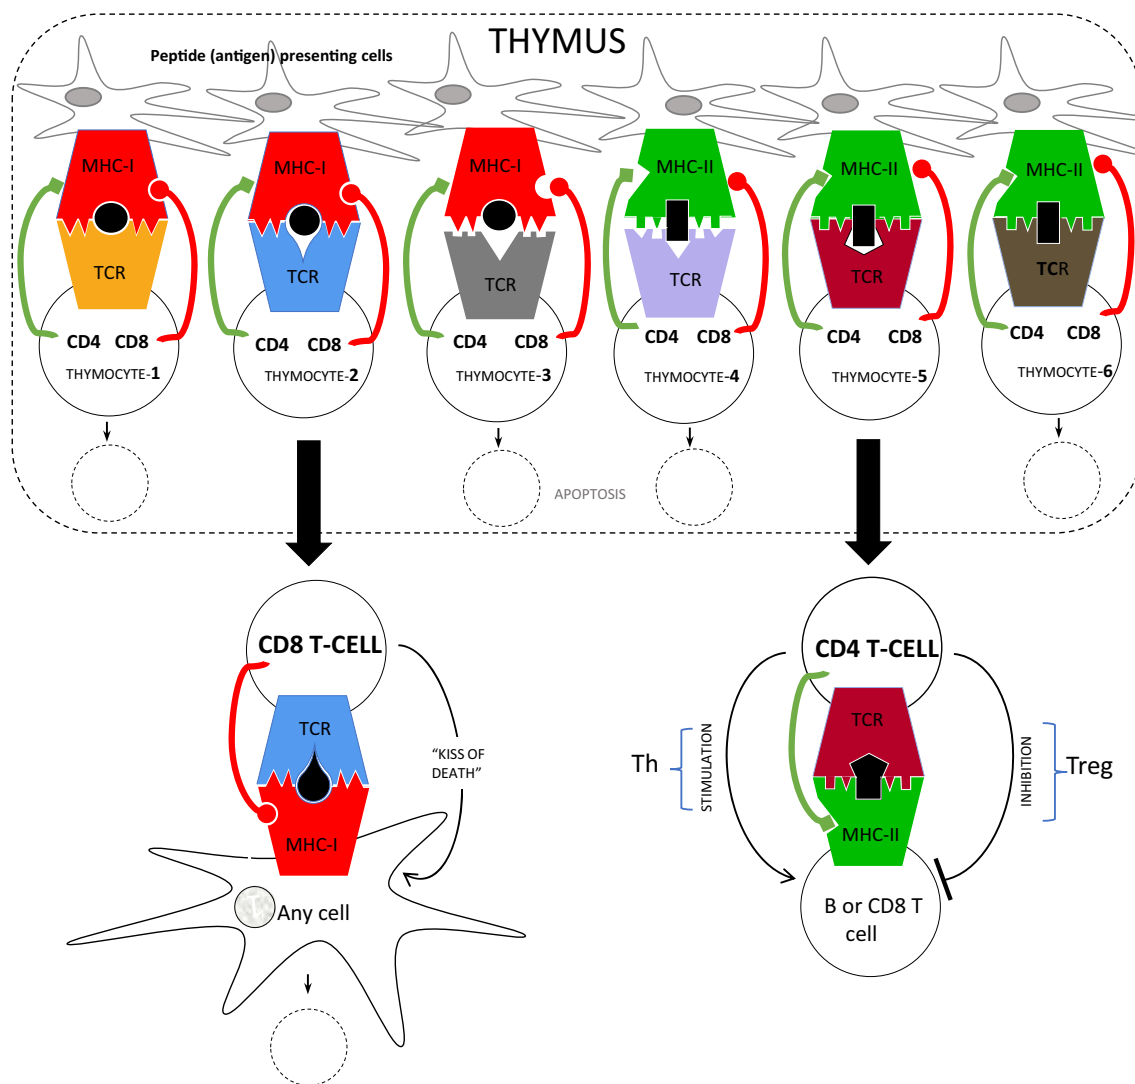 THYMUS
Peptide (antigen) presenting cells
MHC-I
MHC-I
MHC-I
MHC-II
MHC-II
MHC-II
TCR
TCR
TCR
TCR
TCR
TCR
CD4 CD8
CD4 CD8
CD4 CD8
CD4 CD8
CD4 CD8
CD4 CD8
THYMOCYTE-1
THYMOCYTE-2
THYMOCYTE-3
THYMOCYTE-4
THYMOCYTE-5
THYMOCYTE-6
APOPTOSIS
CD8 T-CELL
TCR
"KISS OF
DEATH"
MHC-I
Any cell
CD4 T-CELL
TCR
Th
STIMULATION
INHIBITION
Treg
MHC-II
B or CD8 T
cell